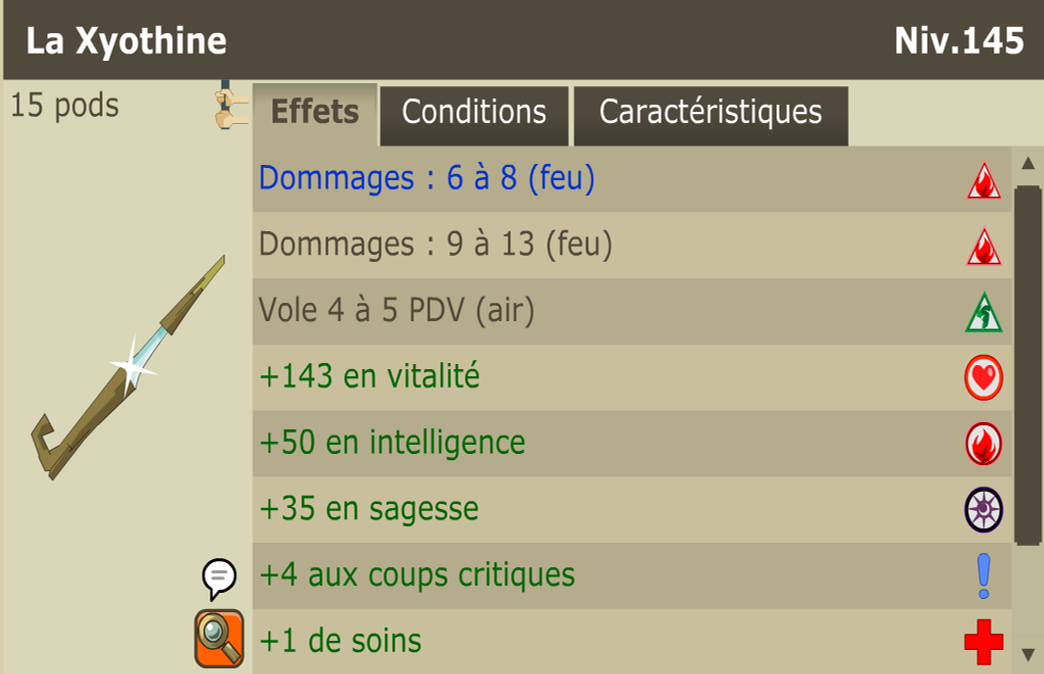 La Xyothine
Niv.145
15 pods
Effets
Conditions
Caractéristiques
Dommages : 6 à 8 (feu)
Dommages : 9 à 13 (feu)
Vole 4 à 5 PDV (air)
+143 en vitalité
+50 en intelligence
+35 en sagesse
+4 aux coups critiques
+1 de soins